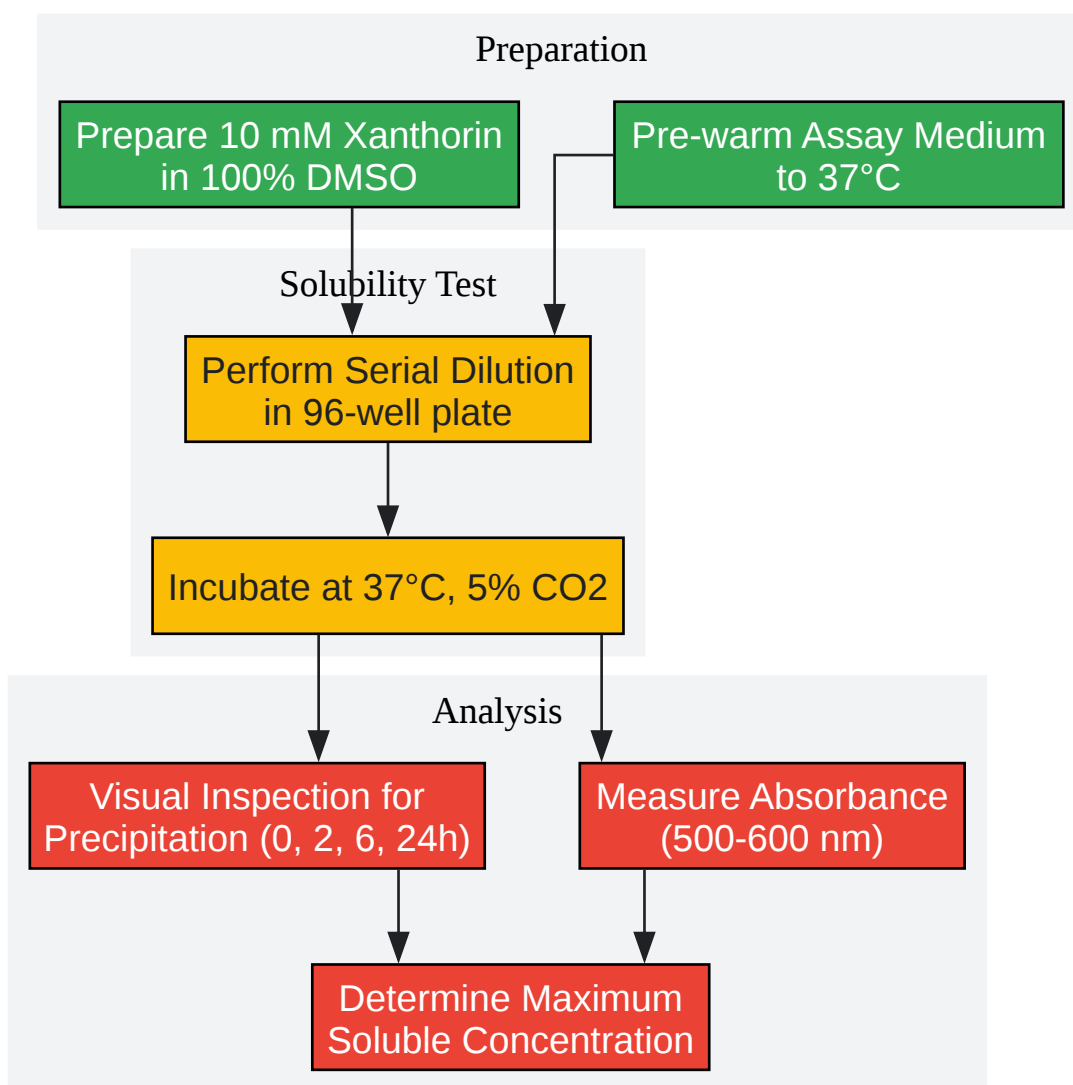 Preparation
Prepare 10 mM Xanthorin
in 100% DMSO
Pre-warm Assay Medium
to 37°C
Solubility Test
Perform Serial Dilution
in 96-well plate
Incubate at 37°C, 5% CO2
Analysis
Visual Inspection for
Precipitation (0, 2, 6, 24h)
Measure Absorbance
(500-600 nm)
Determine Maximum
Soluble Concentration